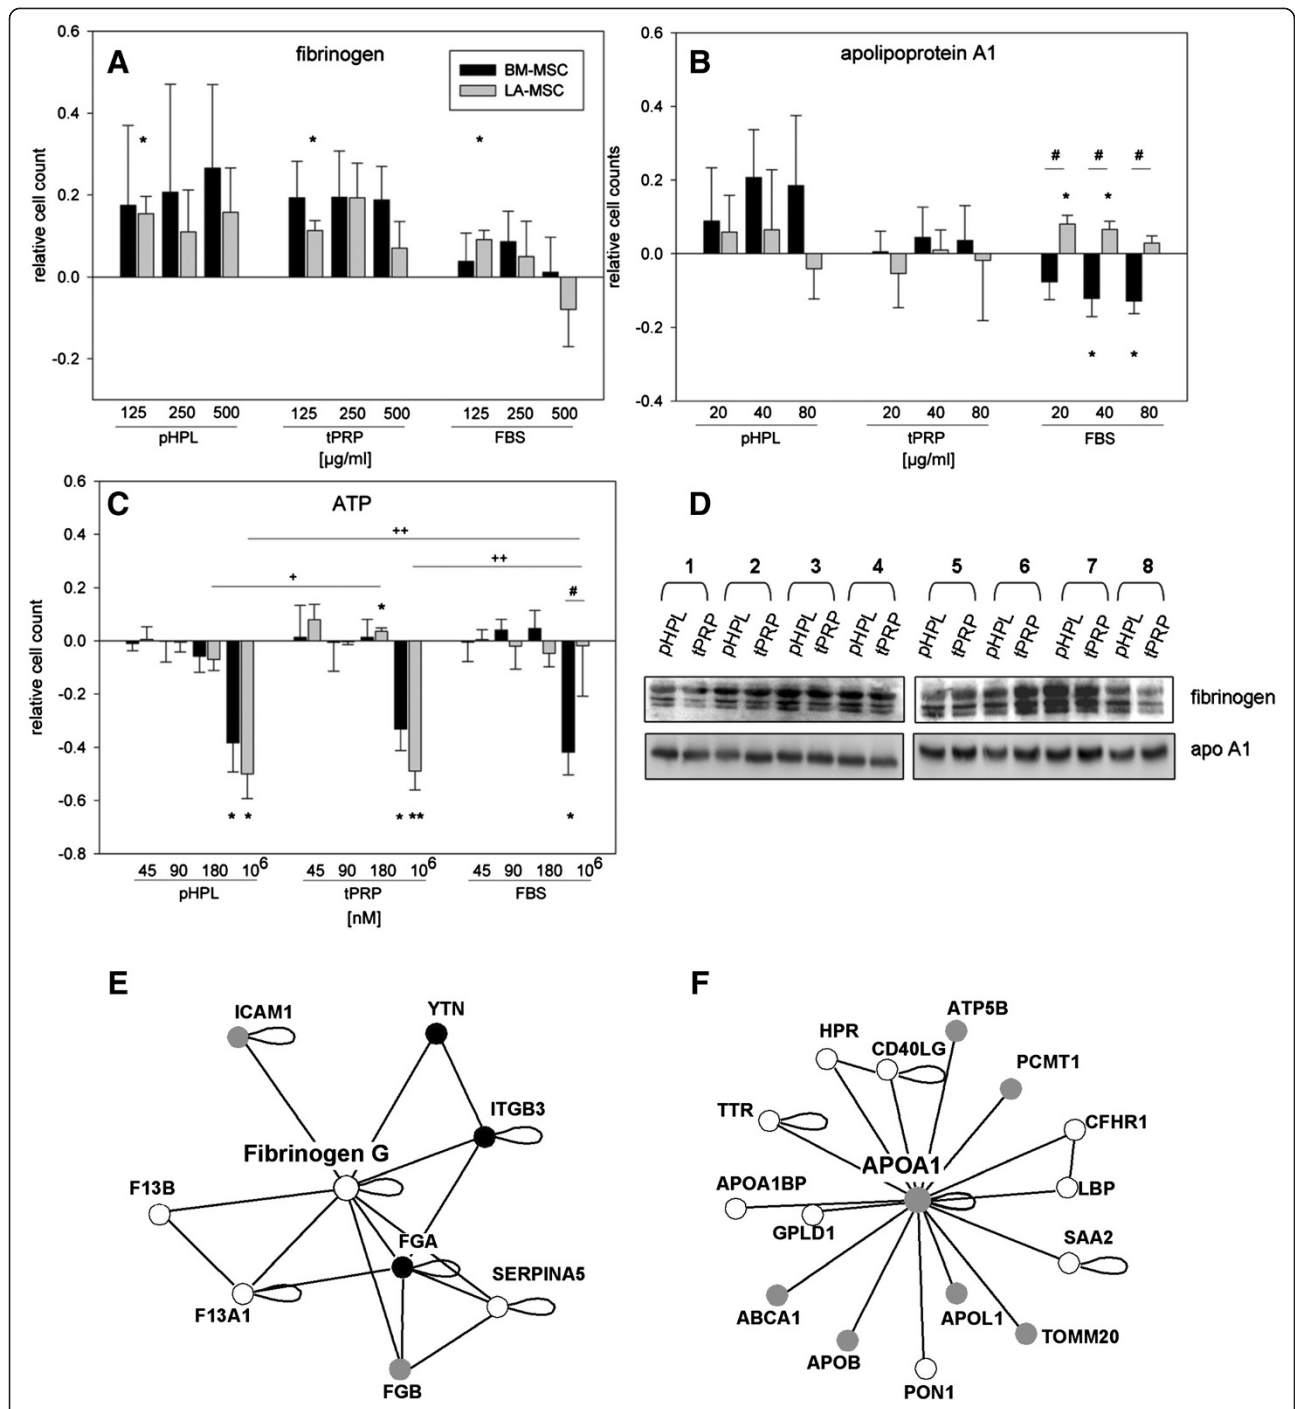 A
fibrinogen
BM-MSC
LA-MSC
relative cell count
0.6
0.4
0.2
0.0
-0.2
* * *
125 250 500 125 250 500 125 250 500
pHPL tPRP FBS
[µg/ml]
B
apolipoprotein A1
relative cell counts
0.6
0.4
0.2
0.0
-0.2
-0.4
# # #
* *
* *
20 40 80 20 40 80 20 40 80
pHPL tPRP FBS
[µg/ml]
C
ATP
relative cell count
0.6
0.4
0.2
0.0
-0.2
-0.4
-0.6
-0.8
++
++
+
#
*
* * * ** *
45 90 180 10^6 45 90 180 10^6 45 90 180 10^6
pHPL tPRP FBS
[nM]
D
1 2 3 4 5 6 7 8
pHPL tPRP pHPL tPRP pHPL tPRP pHPL tPRP pHPL tPRP pHPL tPRP pHPL tPRP pHPL tPRP
fibrinogen
apo A1
E
ICAM1
YTN
ITGB3
Fibrinogen G
F13B
FGA
SERPINA5
F13A1
FGB
F
ATP5B
HPR
CD40LG
PCMT1
TTR
CFHR1
APOA1
APOA1BP
LBP
GPLD1
SAA2
ABCA1
APOL1
TOMM20
APOB
PON1